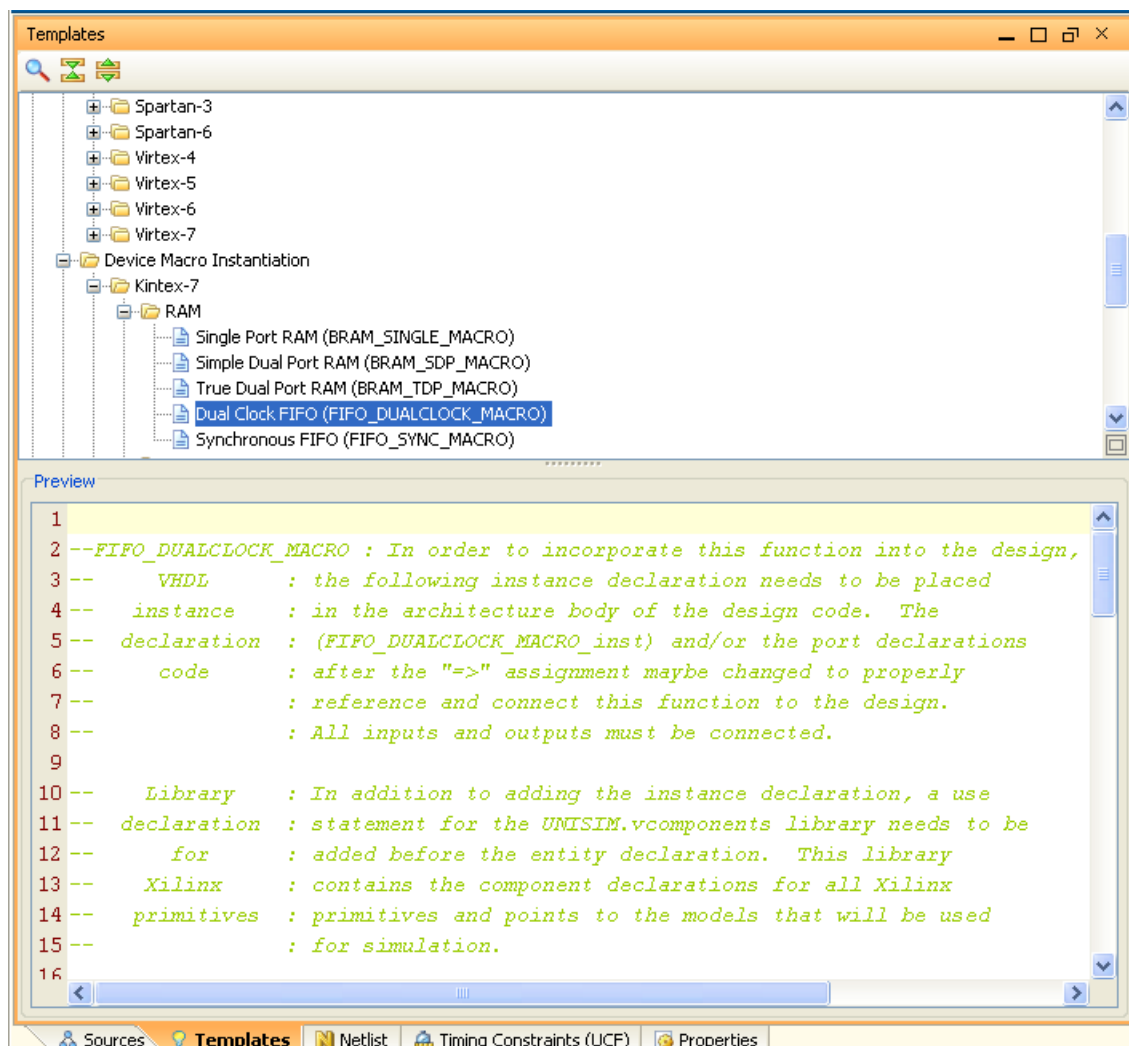 Templates
Spartan-3
Spartan-6
Virtex-4
Virtex-5
Virtex-6
Virtex-7
Device Macro Instantiation
Kintex-7
RAM
Single Port RAM (BRAM_SINGLE_MACRO)
Simple Dual Port RAM (BRAM_SDP_MACRO)
True Dual Port RAM (BRAM_TDP_MACRO)
Dual Clock FIFO (FIFO_DUALCLOCK_MACRO)
Synchronous FIFO (FIFO_SYNC_MACRO)
Preview
1
2 --FIFO_DUALCLOCK_MACRO : In order to incorporate this function into the design,
3 -- VHDL : the following instance declaration needs to be placed
4 -- instance : in the architecture body of the design code. The
5 -- declaration : (FIFO_DUALCLOCK_MACRO_inst) and/or the port declarations
6 -- code : after the "=>" assignment maybe changed to properly
7 -- : reference and connect this function to the design.
8 -- : All inputs and outputs must be connected.
9
10 -- Library : In addition to adding the instance declaration, a use
11 -- declaration : statement for the UNISIM.vcomponents library needs to be
12 -- for : added before the entity declaration. This library
13 -- Xilinx : contains the component declarations for all Xilinx
14 -- primitives : primitives and points to the models that will be used
15 -- : for simulation.
16
Sources Templates Netlist Timing Constraints (UCF) Properties